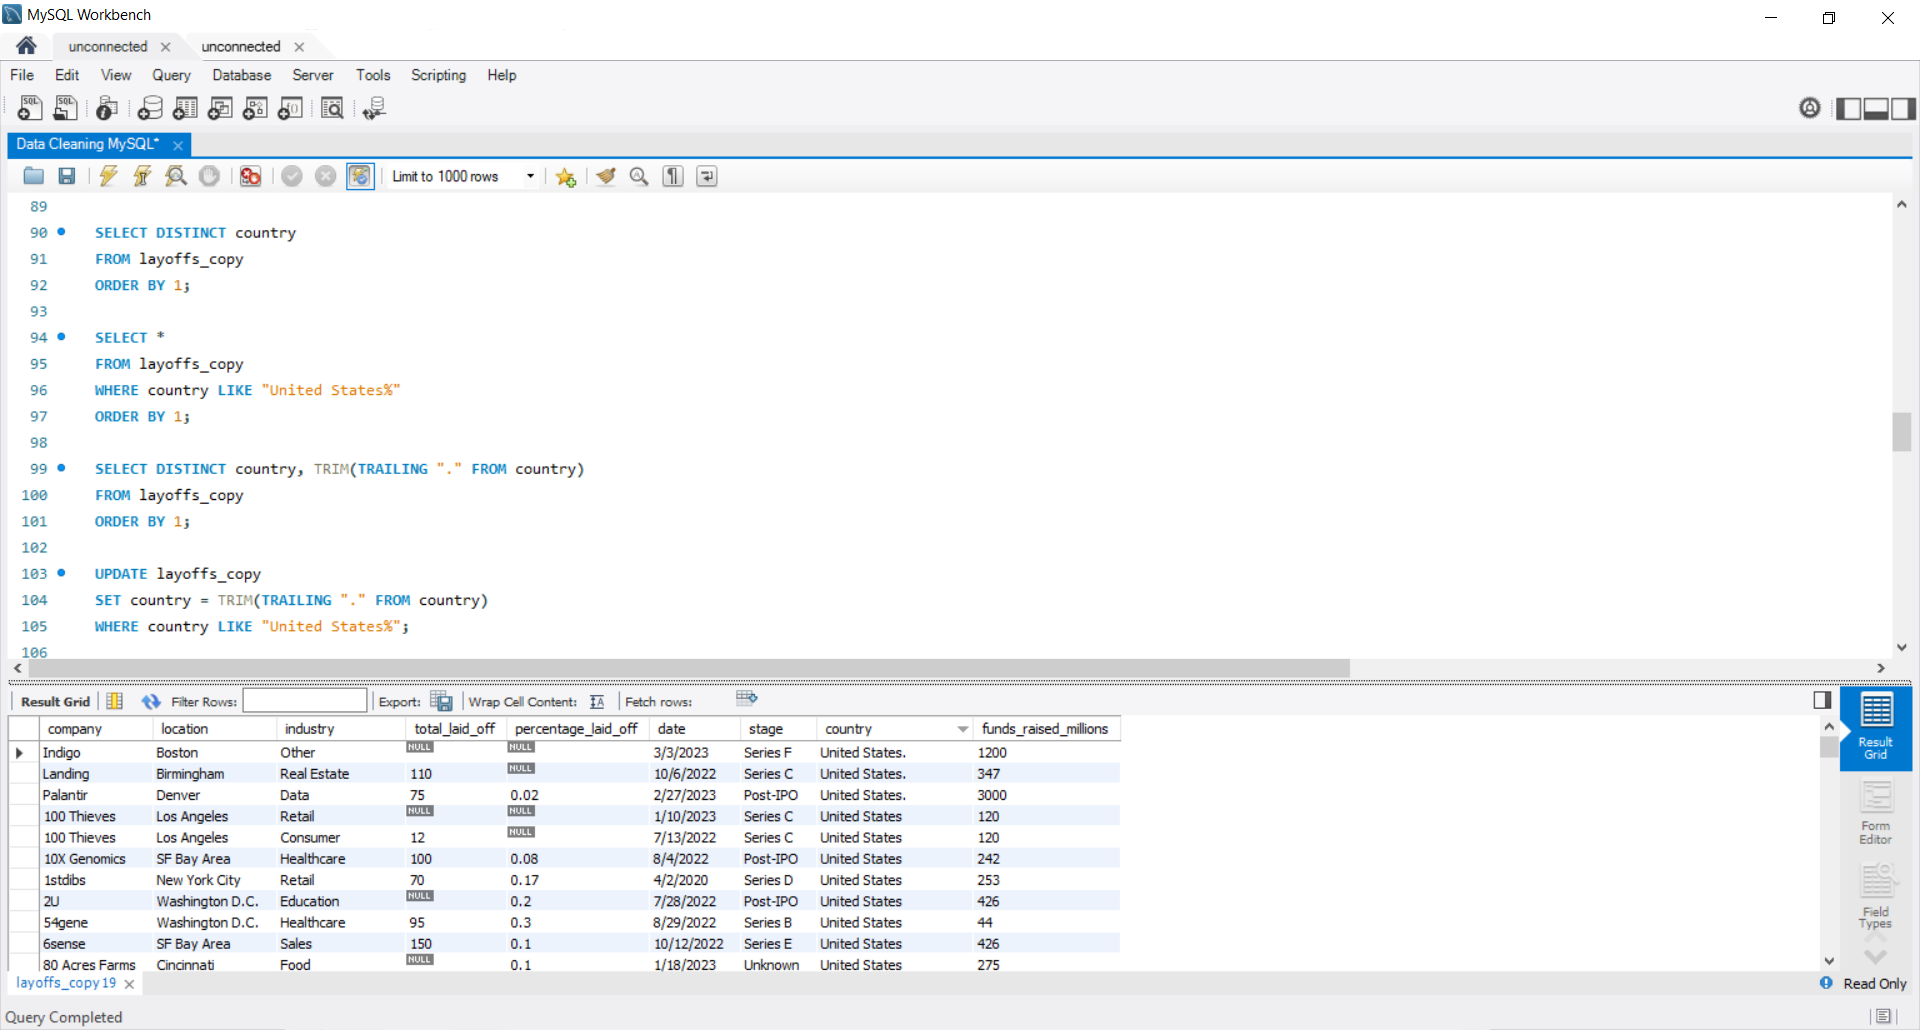 MySQL Workbench
unconnected unconnected
File Edit View Query Database Server Tools Scripting Help
Data Cleaning MySQL*
Limit to 1000 rows
89
90 SELECT DISTINCT country
91 FROM layoffs_copy
92 ORDER BY 1;
93
94 SELECT *
95 FROM layoffs_copy
96 WHERE country LIKE "United States%"
97 ORDER BY 1;
98
99 SELECT DISTINCT country, TRIM(TRAILING "." FROM country)
100 FROM layoffs_copy
101 ORDER BY 1;
102
103 UPDATE layoffs_copy
104 SET country = TRIM(TRAILING "." FROM country)
105 WHERE country LIKE "United States%";
106
Result Grid Filter Rows: Export: Wrap Cell Content: Fetch rows:
company location industry total_laid_off percentage_laid_off date stage country funds_raised_millions
Indigo Boston Other NULL NULL 3/3/2023 Series F United States. 1200
Landing Birmingham Real Estate 110 NULL 10/6/2022 Series C United States. 347
Palantir Denver Data 75 0.02 2/27/2023 Post-IPO United States. 3000
100 Thieves Los Angeles Retail NULL NULL 1/10/2023 Series C United States 120
100 Thieves Los Angeles Consumer 12 NULL 7/13/2022 Series C United States 120
10X Genomics SF Bay Area Healthcare 100 0.08 8/4/2022 Post-IPO United States 242
1stdibs New York City Retail 70 0.17 4/2/2020 Series D United States 253
2U Washington D.C. Education NULL 0.2 7/28/2022 Post-IPO United States 426
54gene Washington D.C. Healthcare 95 0.3 8/29/2022 Series B United States 44
6sense SF Bay Area Sales 150 0.1 10/12/2022 Series E United States 426
80 Acres Farms Cincinnati Food NULL 0.1 1/18/2023 Unknown United States 275
Result
Grid
Form
Editor
Field
Types
layoffs_copy19
Read Only
Query Completed